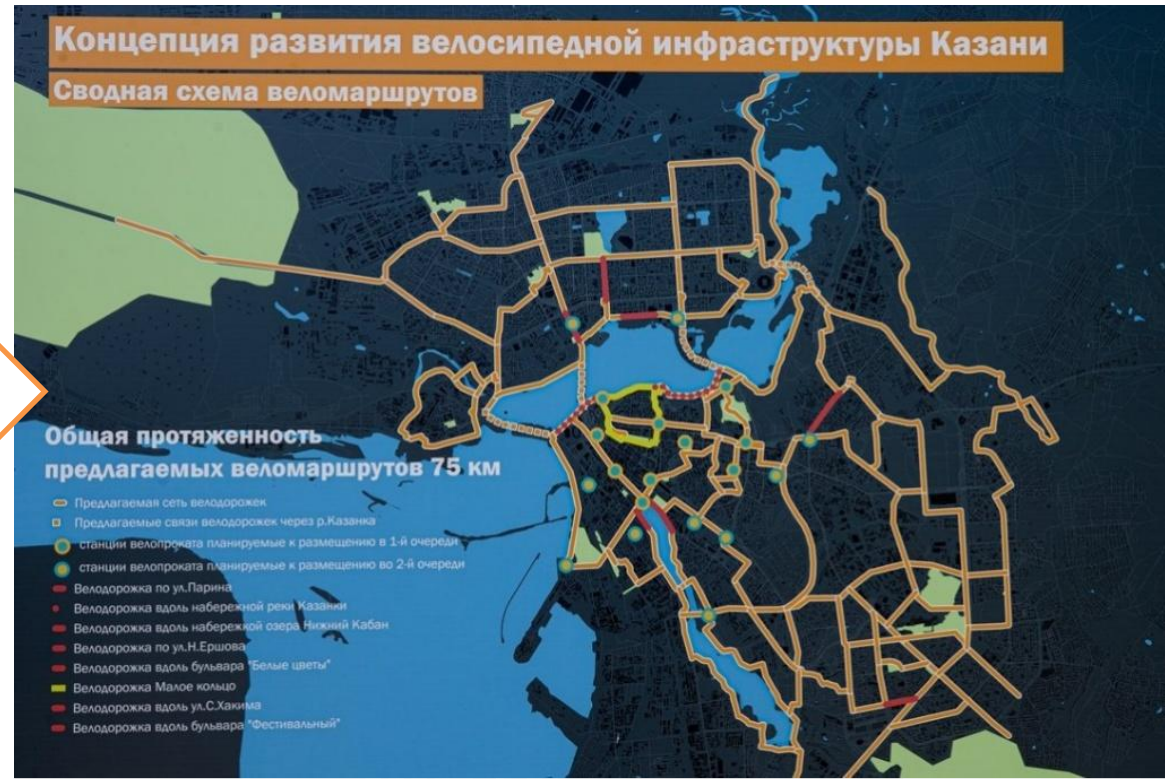 Концепция развития велосипедной инфраструктуры Казани
Сводная схема веломаршрутов
Общая протяженность
предлагаемых веломаршрутов 75 км
Предлагаемая сеть велодорожек
Предлагаемые связи велодорожек через р.Казанка
станции велопроката планируемые к размещению в 1-й очереди
станции велопроката планируемые к размещению во 2-й очереди
Велодорожка по ул.Парина
Велодорожка вдоль набережной реки Казанки
Велодорожка вдоль набережной озера Нижний Кабан
Велодорожка по ул.Н.Ершова
Велодорожка вдоль бульвара "Белые цветы"
Велодорожка Малое кольцо
Велодорожка вдоль ул.С.Хакима
Велодорожка вдоль бульвара "Фестивальный"